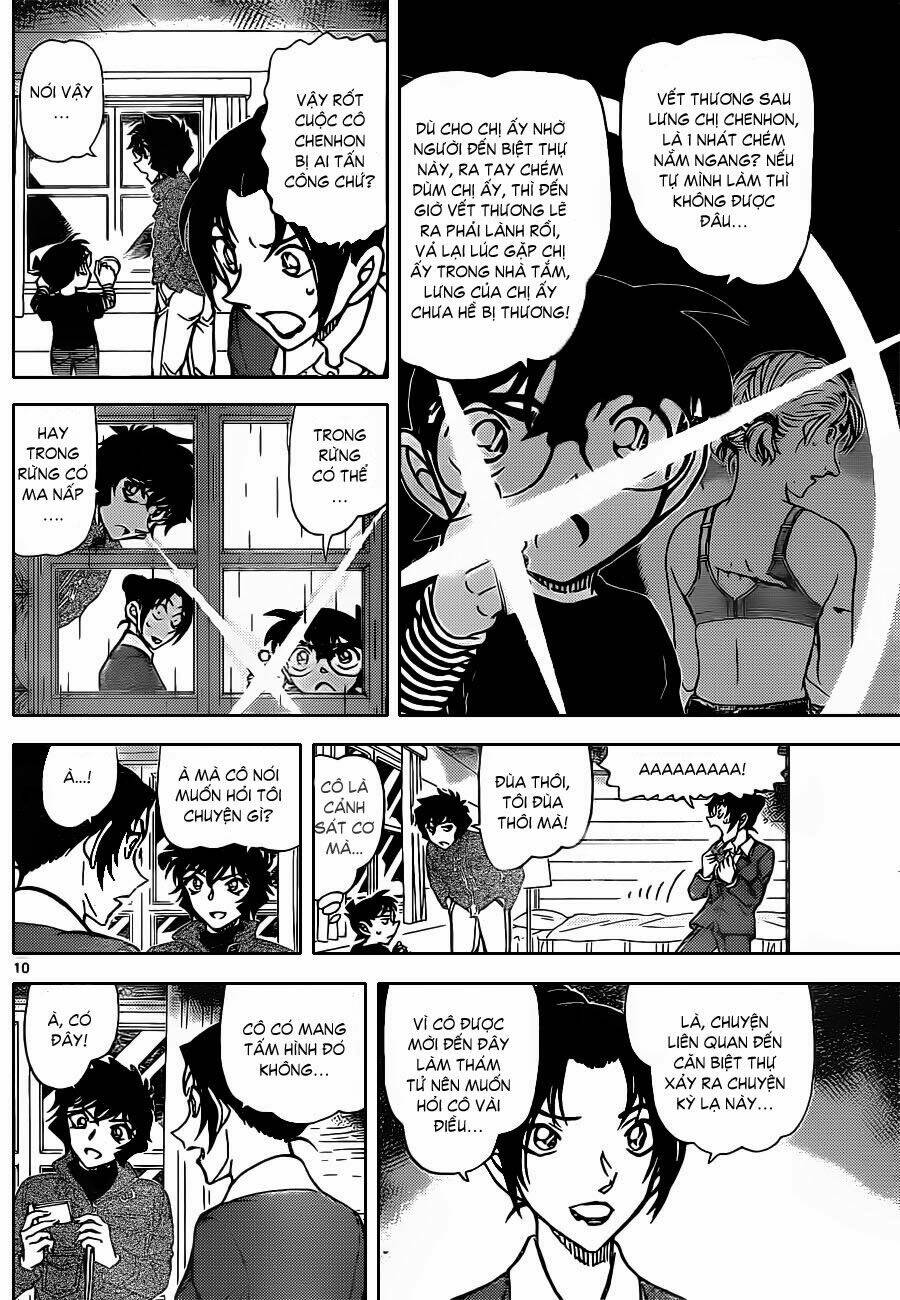 VẾT THƯƠNG SAU
LƯNG CHỊ CHENHON,
LÀ 1 NHÁT CHÉM
NẰM NGANG? NẾU
TỰ MÌNH LÀM THÌ
KHÔNG ĐƯỢC
ĐÂU...
DÙ CHO CHỊ ẤY NHỜ
NGƯỜI ĐẾN BIỆT THỰ
NÀY, RA TAY CHÉM
DÙM CHỊ ẤY, THÌ ĐẾN
GIỜ VẾT THƯƠNG LẼ
RA PHẢI LÀNH RỒI,
VẢ LẠI LÚC GẶP CHỊ
ẤY TRONG NHÀ TẮM,
LƯNG CỦA CHỊ ẤY
CHƯA HỀ BỊ THƯƠNG!
VẬY RỐT
CUỘC CÔ
CHENHON
BỊ AI TẤN
CÔNG CHỨ?
NÓI VẬY
...
TRONG
RỪNG
CÓ THỂ
...
HAY
TRONG
RỪNG CÓ
MA NẤP
....
AAAAAAAAA!
ĐÙA THÔI,
TÔI ĐÙA
THÔI MÀ!
CÔ LÀ
CẢNH
SÁT CƠ
MÀ...
À MÀ CÔ NÓI
MUỐN HỎI TÔI
CHUYỆN GÌ?
À...!
10
LÀ, CHUYỆN
LIÊN QUAN ĐẾN
CĂN BIỆT THỰ
XẢY RA CHUYỆN
KỲ LẠ NÀY...
VÌ CÔ ĐƯỢC
MỜI ĐẾN ĐÂY
LÀM THÁM
TỬ NÊN MUỐN
HỎI CÔ VÀI
ĐIỀU...
CÔ CÓ MANG
TẤM HÌNH ĐÓ
KHÔNG...
À, CÓ
ĐÂY!